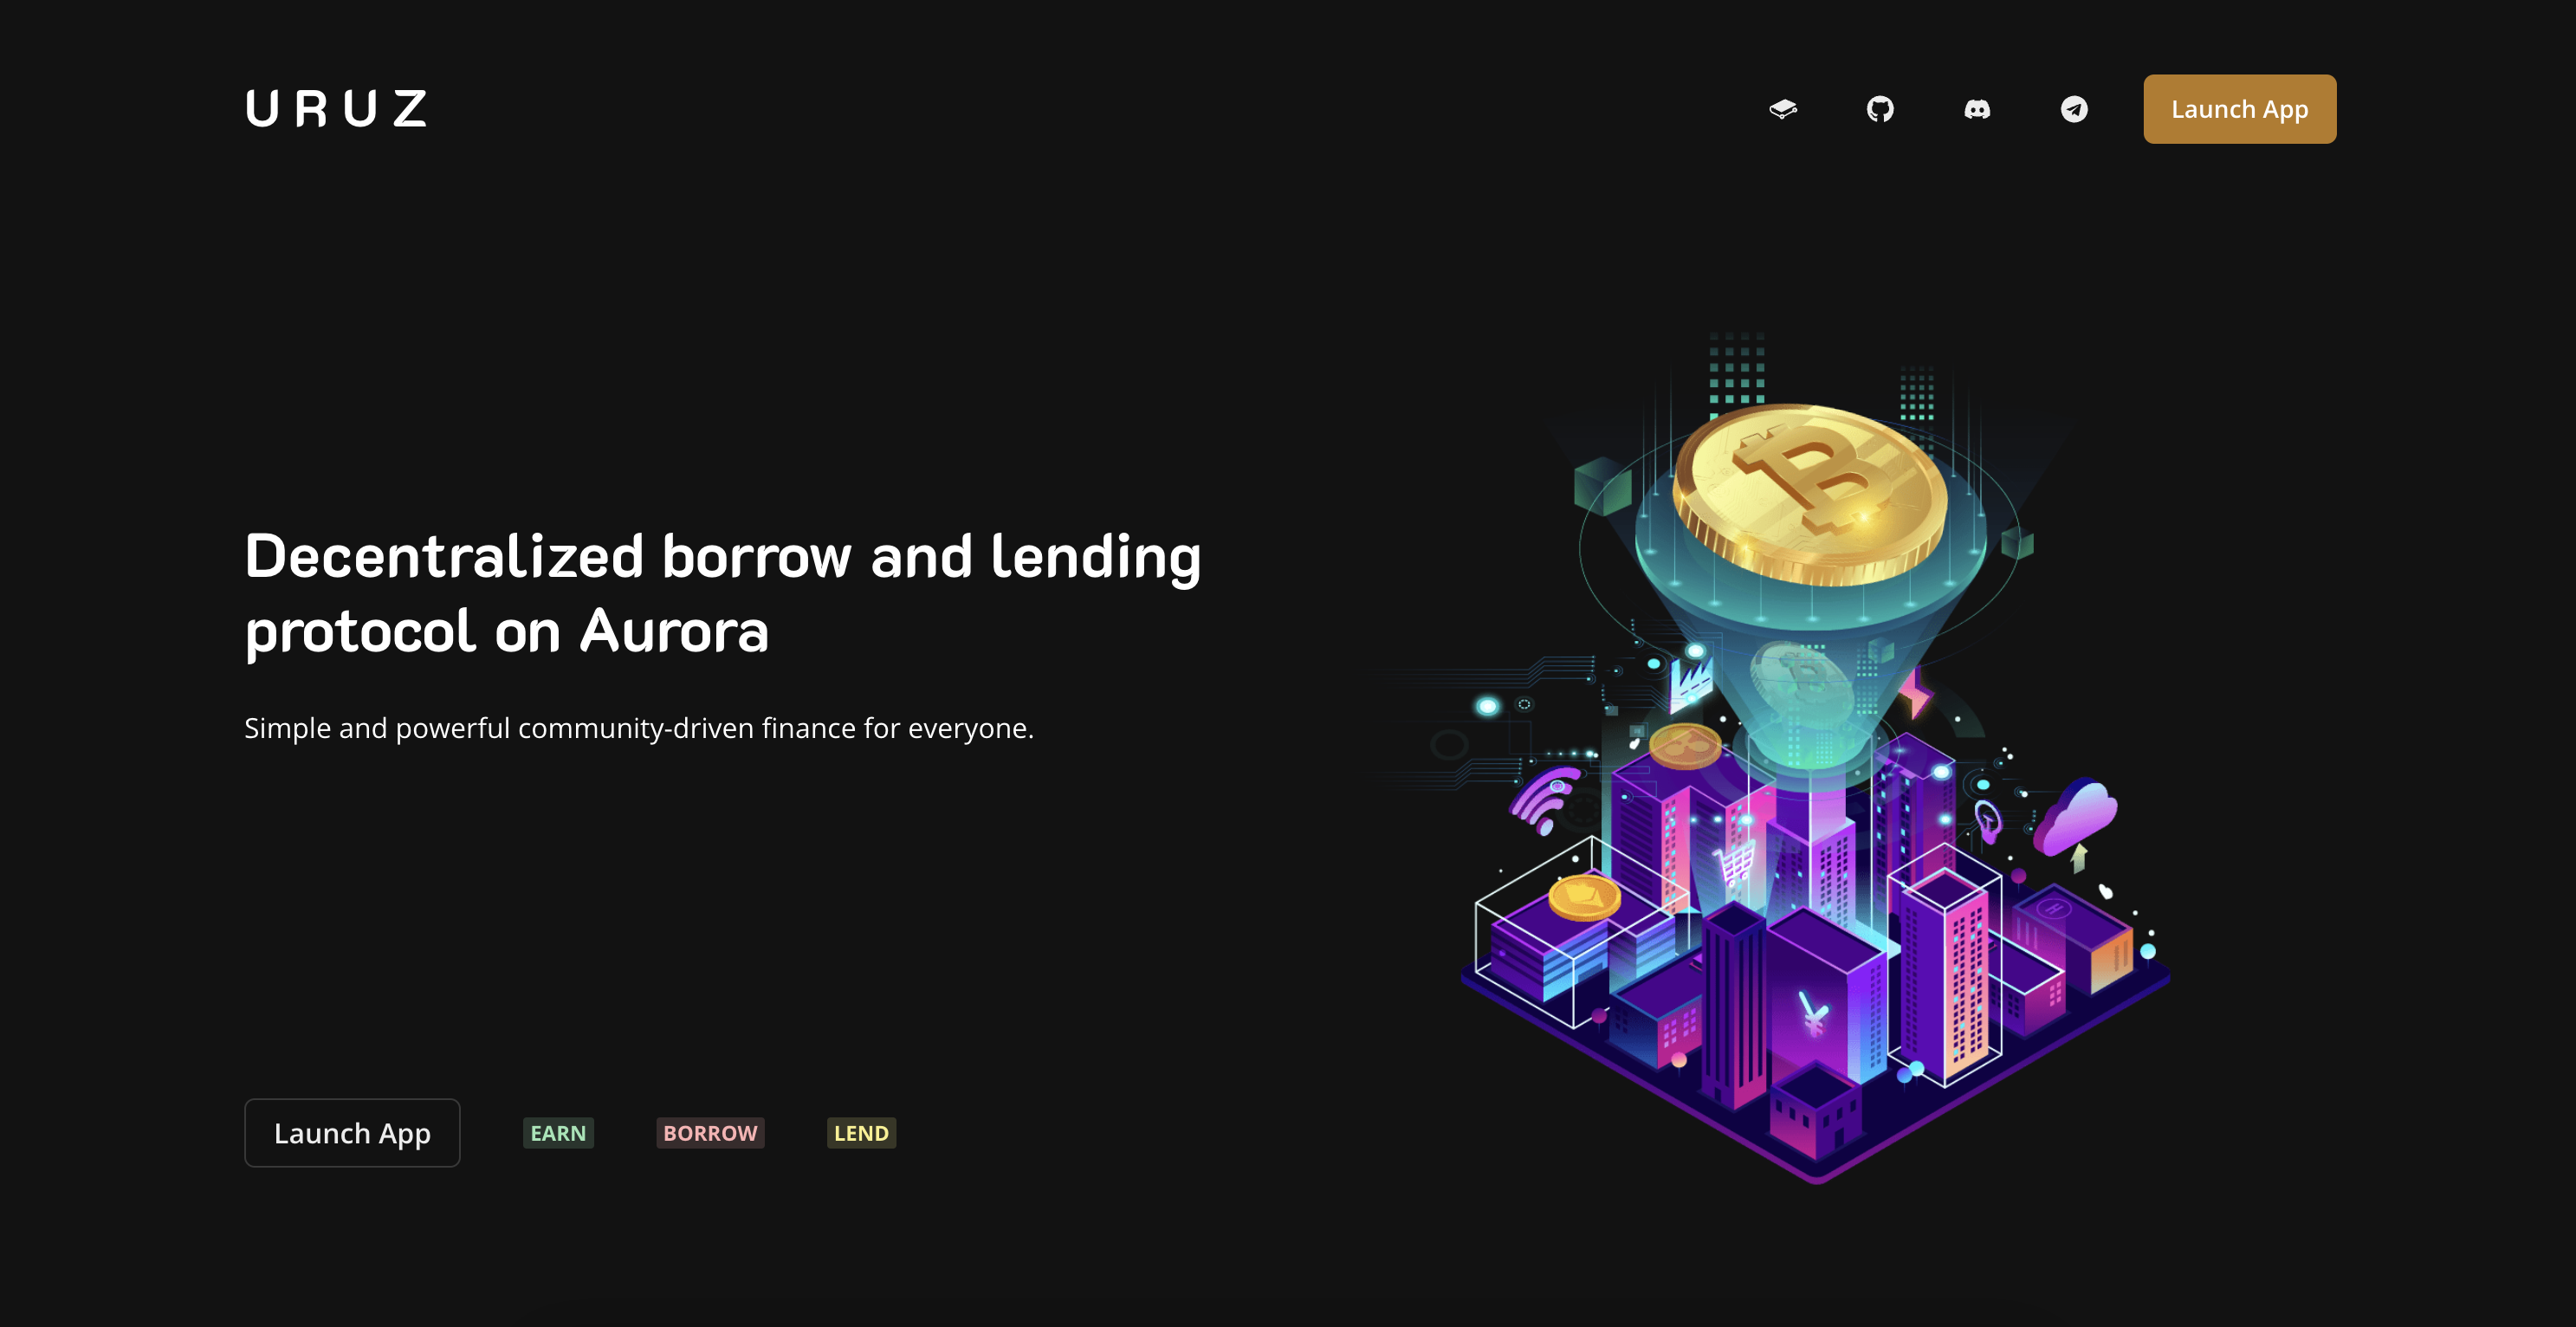 URUZ
Launch App
Decentralized borrow and lending
protocol on Aurora
Simple and powerful community-driven finance for everyone.
Launch App
EARN
BORROW
LEND